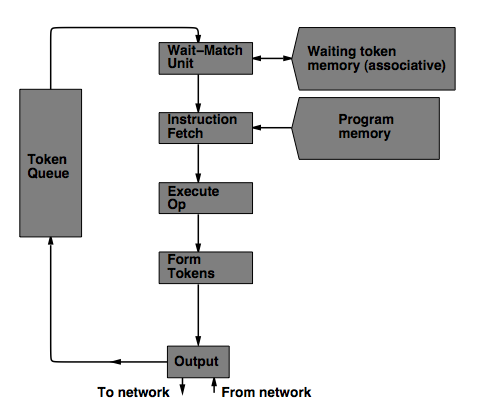 Wait–Match
Unit
Waiting token
memory (associative)
Instruction
Fetch
Program
memory
Token
Queue
Execute
Op
Form
Tokens
Output
To network
From network